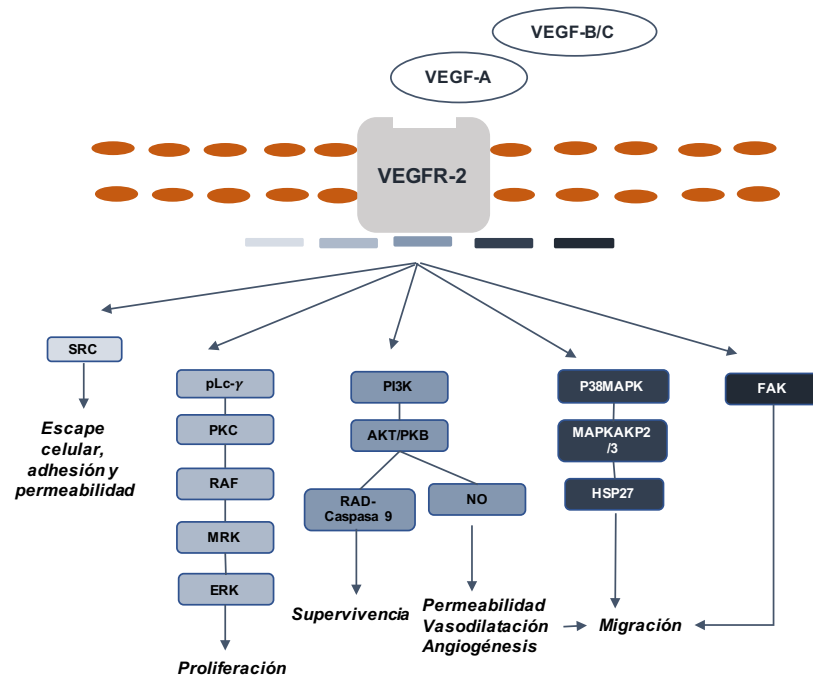 VEGF-B/C
VEGF-A
VEGFR-2
SRC
Escape
celular,
adhesión y
permeabilidad
pLc-γ
PKC
RAF
MRK
ERK
Proliferación
PI3K
AKT/PKB
RAD-
Caspasa 9
NO
Supervivencia
Permeabilidad
Vasodilatación
Angiogénesis
P38MAPK
MAPKAKP2
/3
HSP27
Migración
FAK